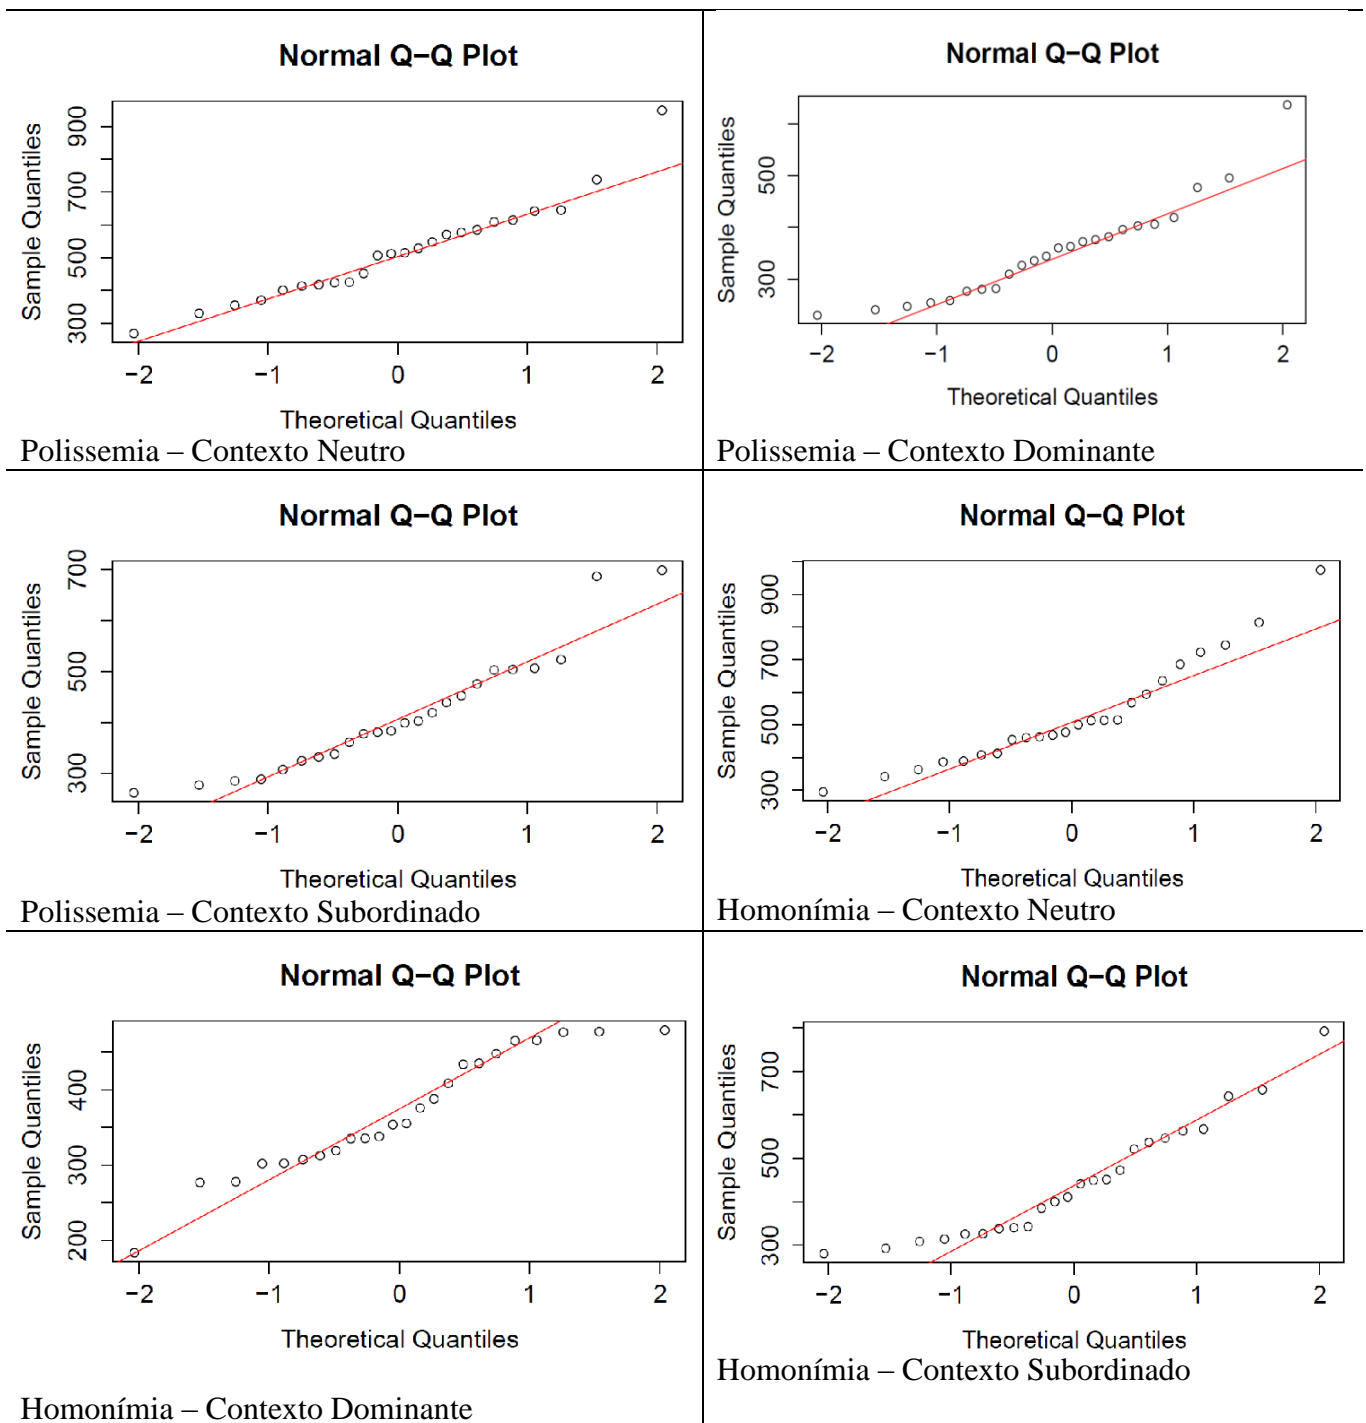 Normal Q−Q Plot
Sample Quantiles
300 500 700 900
−2 −1 0 1 2
Theoretical Quantiles
Polissemia – Contexto Neutro
Normal Q−Q Plot
Sample Quantiles
300 500
−2 −1 0 1 2
Theoretical Quantiles
Polissemia – Contexto Dominante
Normal Q−Q Plot
Sample Quantiles
300 500 700
−2 −1 0 1 2
Theoretical Quantiles
Polissemia – Contexto Subordinado
Normal Q−Q Plot
Sample Quantiles
300 500 700 900
−2 −1 0 1 2
Theoretical Quantiles
Homonímia – Contexto Neutro
Normal Q−Q Plot
Sample Quantiles
200 300 400
−2 −1 0 1 2
Theoretical Quantiles
Homonímia – Contexto Dominante
Normal Q−Q Plot
Sample Quantiles
300 500 700
−2 −1 0 1 2
Theoretical Quantiles
Homonímia – Contexto Subordinado